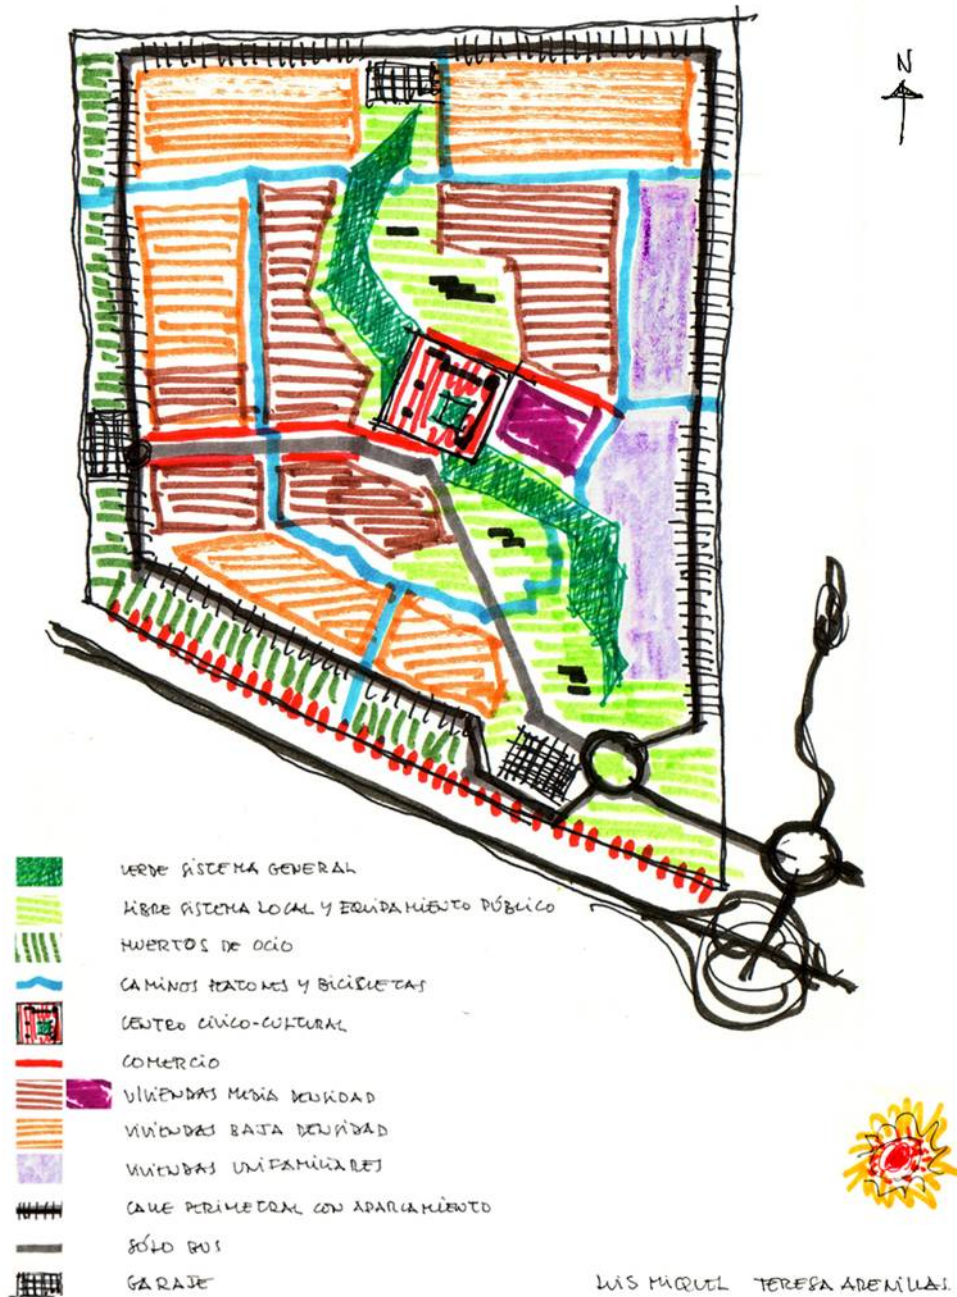 N
VERDE SISTEMA GENERAL
LIBRE SISTEMA LOCAL Y EQUIPAMIENTO PÚBLICO
HUERTOS DE OCIO
CAMINOS PEATONES Y BICICLETAS
CENTRO CÍVICO-CULTURAL
COMERCIO
VIVIENDAS MEDIA DENSIDAD
VIVIENDAS BAJA DENSIDAD
VIVIENDAS UNIFAMILIARES
CALLE PERIMETRAL CON APARCAMIENTO
SÓLO BUS
GARAJE
LUIS MIQUEL TERESA ARENILLAS.